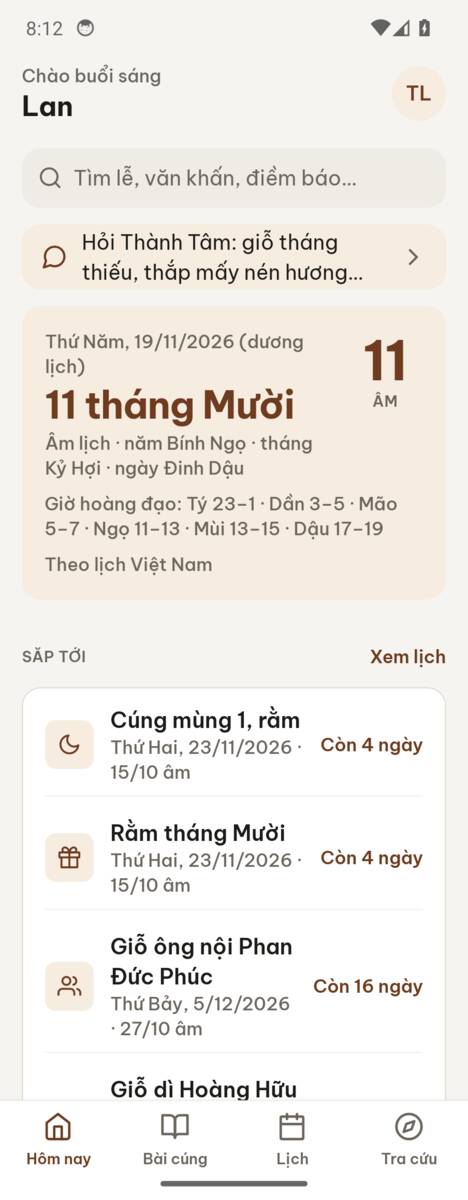 8:12
Chào buổi sáng
Lan
TL
Tìm lễ, văn khấn, điềm báo...
Hỏi Thành Tâm: giỗ tháng
thiếu, thắp mấy nén hương...
Thứ Năm, 19/11/2026 (dương
lịch)
11 tháng Mười
Âm lịch · năm Bính Ngọ · tháng
Kỷ Hợi · ngày Đinh Dậu
11
ÂM
Giờ hoàng đạo: Tý 23–1 · Dần 3–5 · Mão
5–7 · Ngọ 11–13 · Mùi 13–15 · Dậu 17–19
Theo lịch Việt Nam
SẮP TỚI
Xem lịch
Cúng mùng 1, rằm
Thứ Hai, 23/11/2026 ·
15/10 âm
Còn 4 ngày
Rằm tháng Mười
Thứ Hai, 23/11/2026 ·
15/10 âm
Còn 4 ngày
Giỗ ông nội Phan
Đức Phúc
Thứ Bảy, 5/12/2026
· 27/10 âm
Còn 16 ngày
Giỗ dì Hoàng Hữu
Hôm nay
Bài cúng
Lịch
Tra cứu